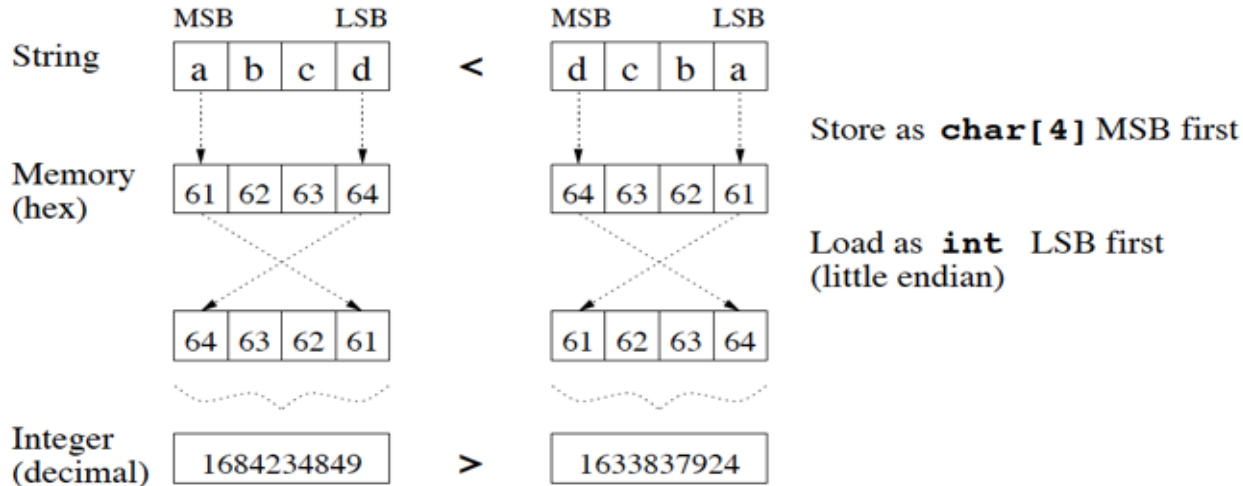 MSB LSB MSB LSB
String a b c d < d c b a
Store as char[4] MSB first
Memory
(hex) 61 62 63 64 64 63 62 61
Load as int LSB first
(little endian)
64 63 62 61 61 62 63 64
Integer
(decimal) 1684234849 > 1633837924